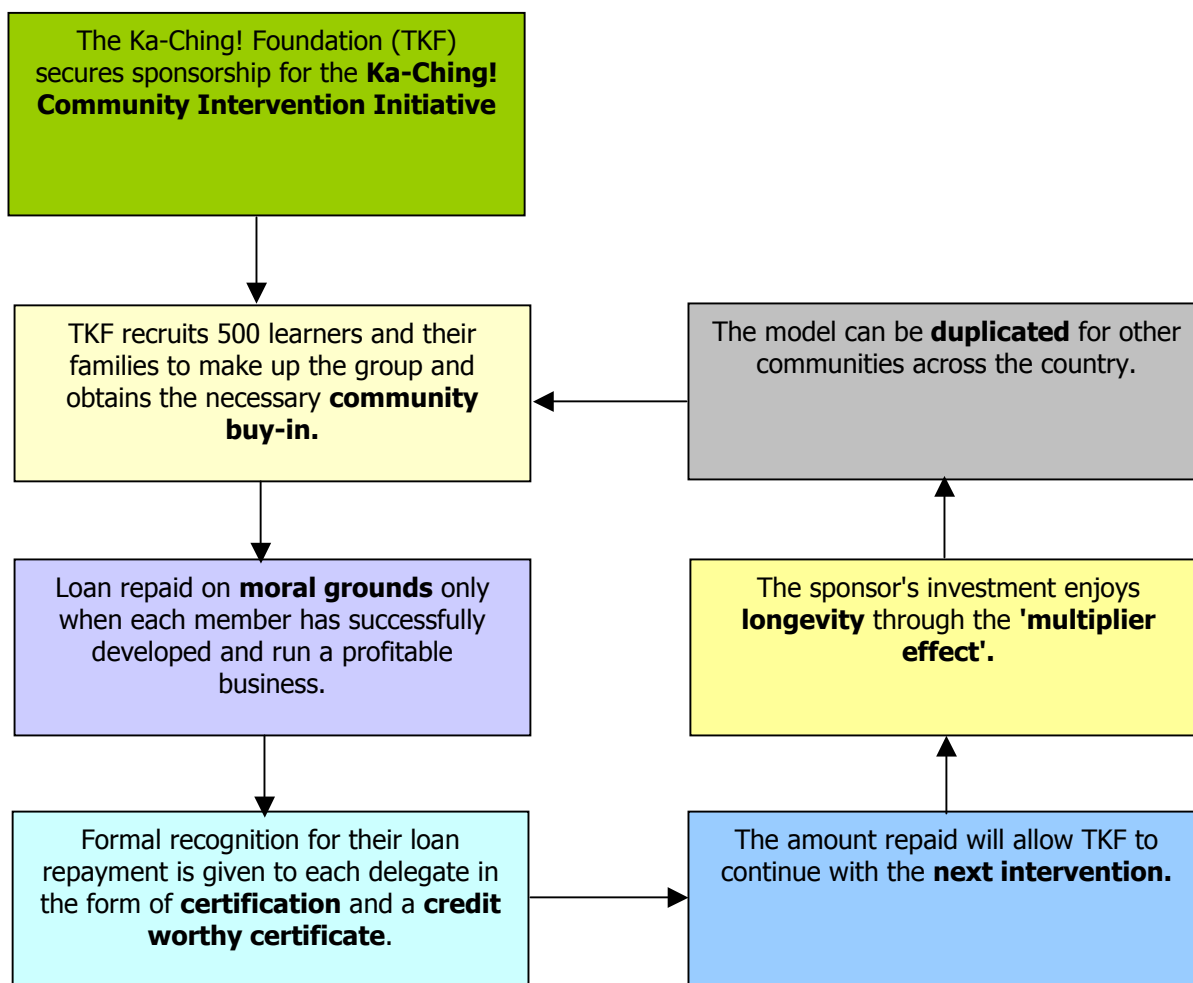 The Ka-Ching! Foundation (TKF)
secures sponsorship for the Ka-Ching!
Community Intervention Initiative
TKF recruits 500 learners and their
families to make up the group and
obtains the necessary community
buy-in.
Loan repaid on moral grounds only
when each member has successfully
developed and run a profitable
business.
Formal recognition for their loan
repayment is given to each delegate in
the form of certification and a credit
worthy certificate.
The amount repaid will allow TKF to
continue with the next intervention.
The sponsor's investment enjoys
longevity through the 'multiplier
effect'.
The model can be duplicated for other
communities across the country.